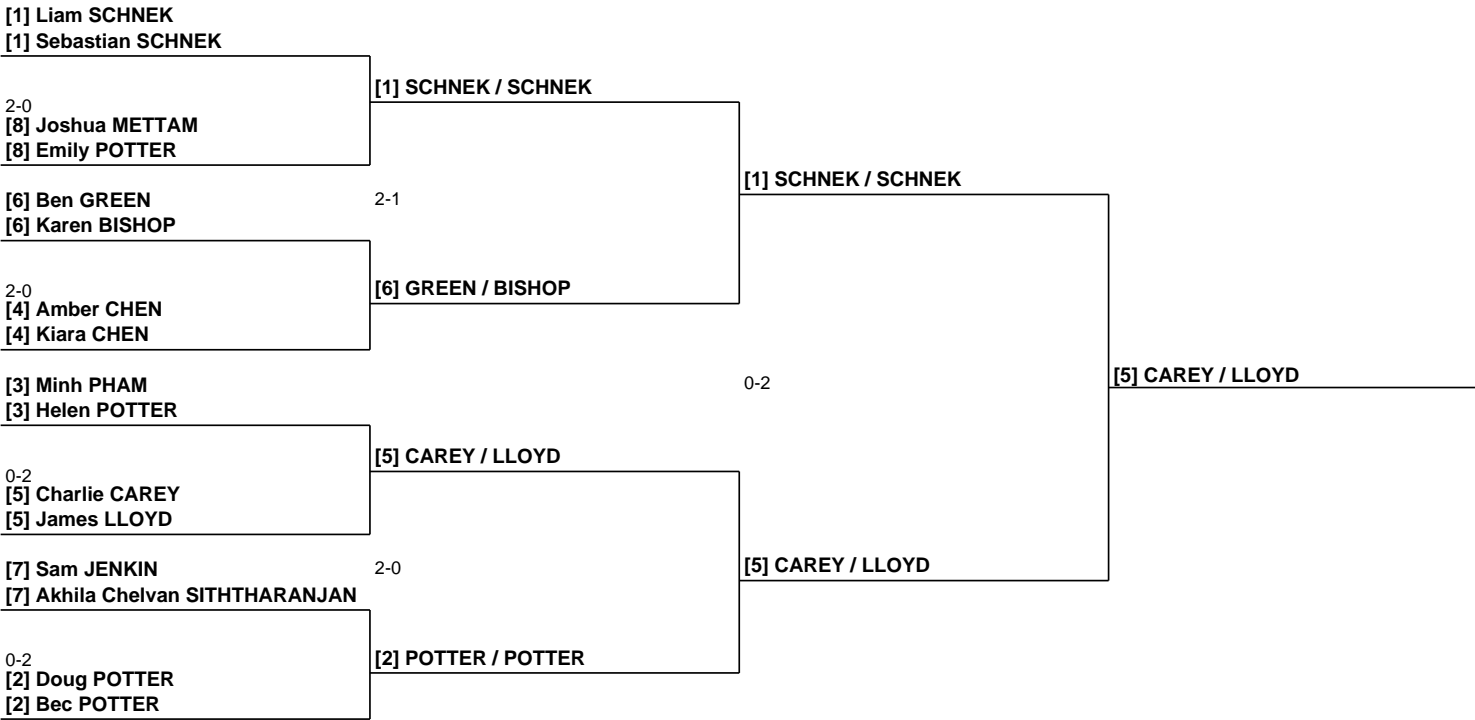 [1] Liam SCHNEK
[1] Sebastian SCHNEK
[1] SCHNEK / SCHNEK
2-0
[8] Joshua METTAM
[8] Emily POTTER
[1] SCHNEK / SCHNEK
[6] Ben GREEN
2-1
[6] Karen BISHOP
[6] GREEN / BISHOP
2-0
[4] Amber CHEN
[4] Kiara CHEN
[5] CAREY / LLOYD
[3] Minh PHAM
0-2
[3] Helen POTTER
[5] CAREY / LLOYD
0-2
[5] Charlie CAREY
[5] James LLOYD
[5] CAREY / LLOYD
[7] Sam JENKIN
2-0
[7] Akhila Chelvan SITHTHARANJAN
[2] POTTER / POTTER
0-2
[2] Doug POTTER
[2] Bec POTTER